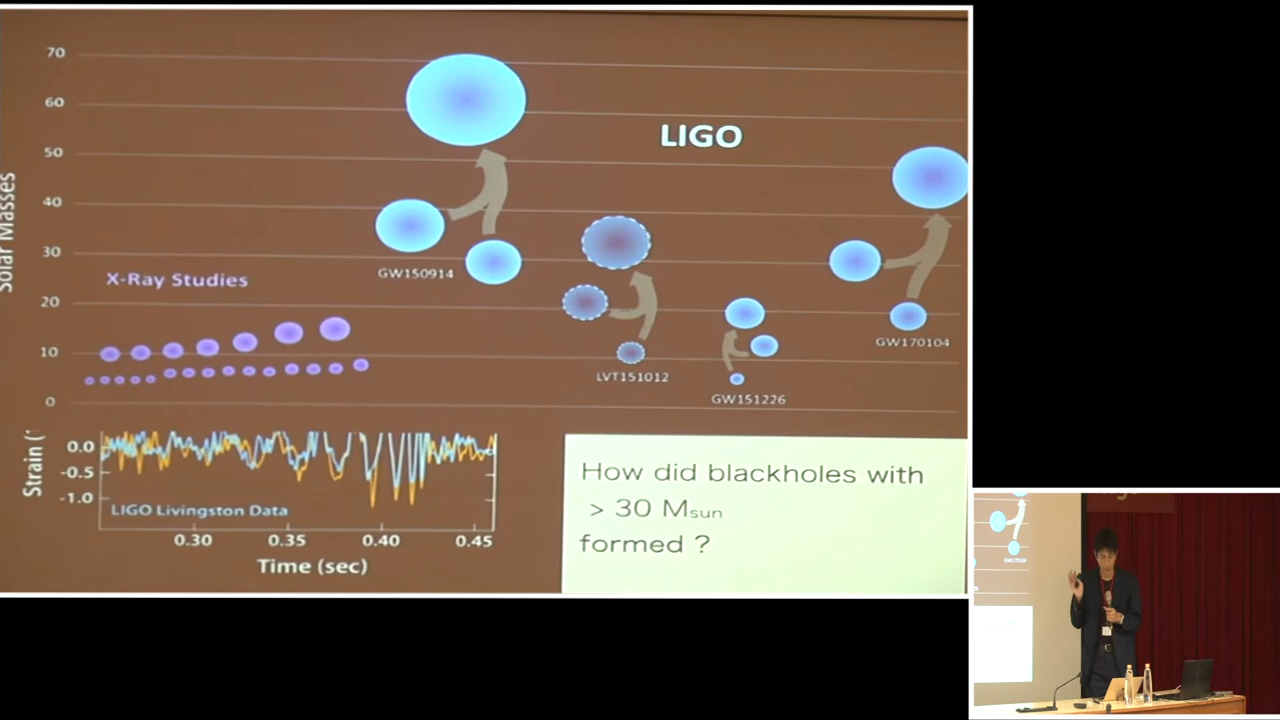 70
60
LIGO
50
40
30
20
10
0
Solar Masses
X-Ray Studies
GW150914
LVT151012
GW151226
GW170104
Strain (
0.0
-0.5
-1.0
LIGO Livingston Data
0.30 0.35 0.40 0.45
Time (sec)
How did blackholes with
> 30 Msun
formed ?